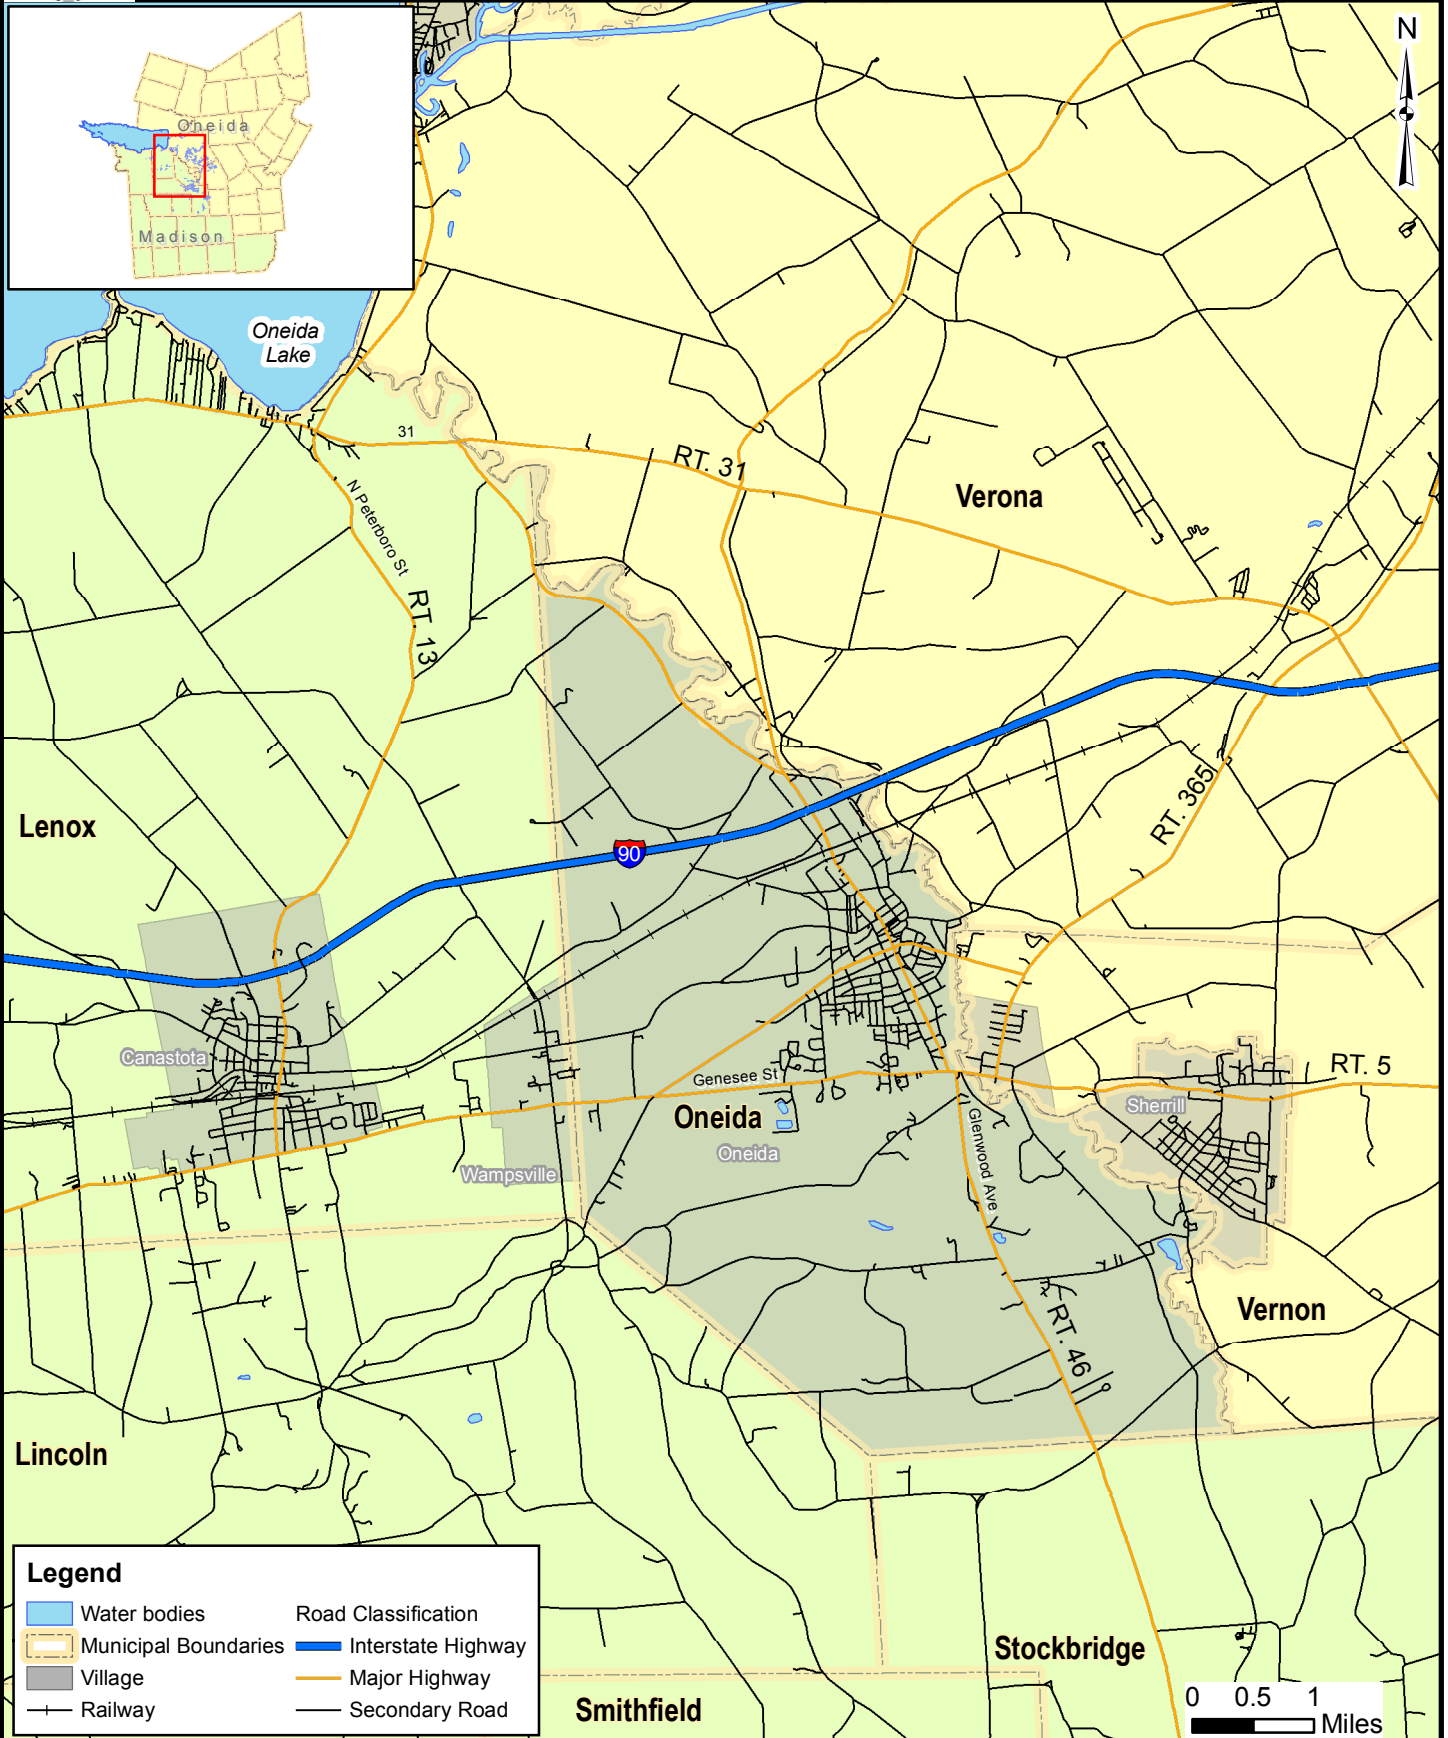 N
Oneida
Madison
Oneida
Lake
31
RT. 31
Verona
N Peterboro St
RT 13
RT. 365
Lenox
90
Canastota
Genesee St
RT. 5
Oneida
Sherrill
Oneida
Wampsville
Glenwood Ave
Vernon
RT. 46
Lincoln
Legend
Water bodies
Municipal Boundaries
Village
Railway
Road Classification
Interstate Highway
Major Highway
Secondary Road
Stockbridge
Smithfield
0 0.5 1
Miles